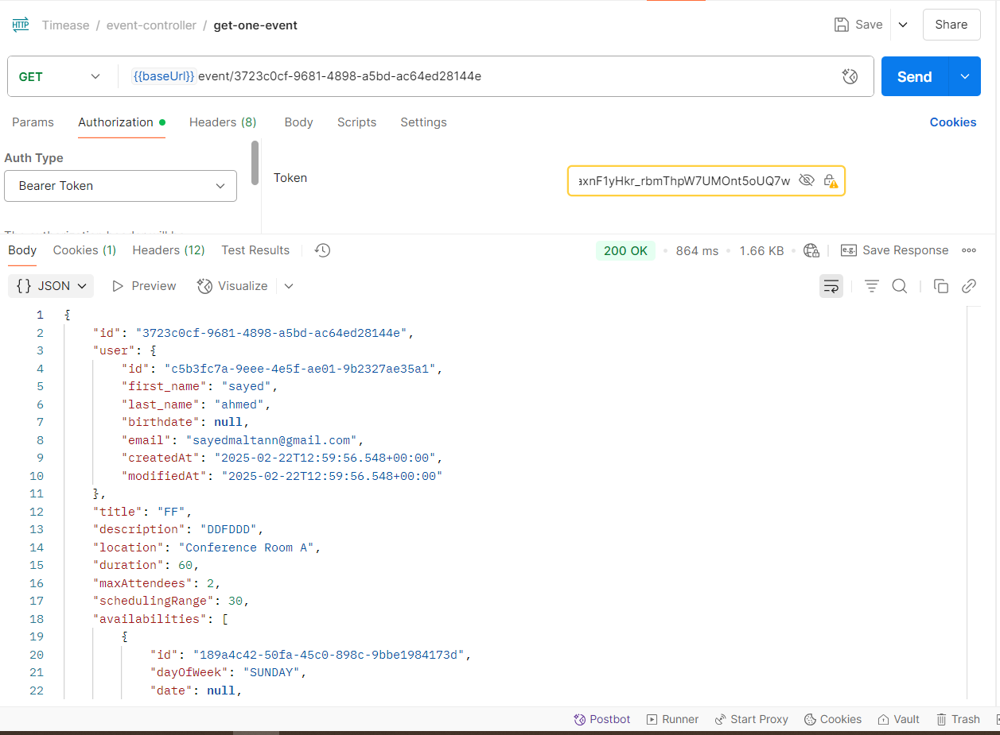 HTTP Timease / event-controller / get-one-event Save Share
GET {{baseUrl}} event/3723c0cf-9681-4898-a5bd-ac64ed28144e Send
Params Authorization Headers (8) Body Scripts Settings Cookies
Auth Type
Bearer Token
Token axnF1yHkr_rbmThpW7UMOnt5oUQ7w
Body Cookies (1) Headers (12) Test Results 200 OK 864 ms 1.66 KB e.g. Save Response
{} JSON Preview Visualize
1 {
2 "id": "3723c0cf-9681-4898-a5bd-ac64ed28144e",
3 "user": {
4 "id": "c5b3fc7a-9eee-4e5f-ae01-9b2327ae35a1",
5 "first_name": "sayed",
6 "last_name": "ahmed",
7 "birthdate": null,
8 "email": "sayedmaltann@gmail.com",
9 "createdAt": "2025-02-22T12:59:56.548+00:00",
10 "modifiedAt": "2025-02-22T12:59:56.548+00:00"
11 },
12 "title": "FF",
13 "description": "DDFDDD",
14 "location": "Conference Room A",
15 "duration": 60,
16 "maxAttendees": 2,
17 "schedulingRange": 30,
18 "availabilities": [
19 {
20 "id": "189a4c42-50fa-45c0-898c-9bbe1984173d",
21 "dayOfWeek": "SUNDAY",
22 "date": null,
Postbot Runner Start Proxy Cookies Vault Trash